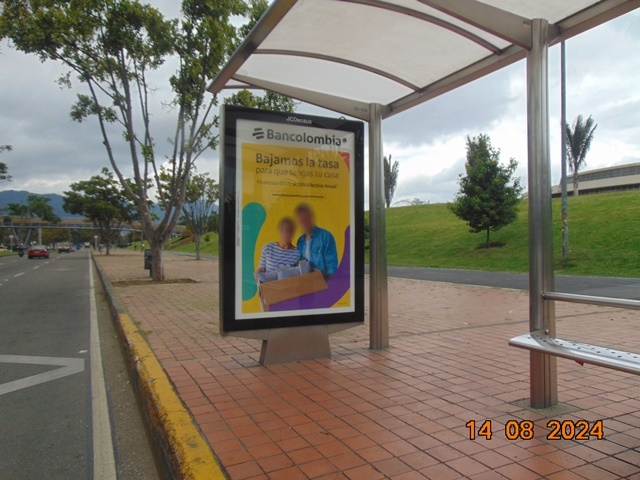 JCDecaux
Bancolombia
Bajamos la tasa
para que tengas tu casa
14 08 2024